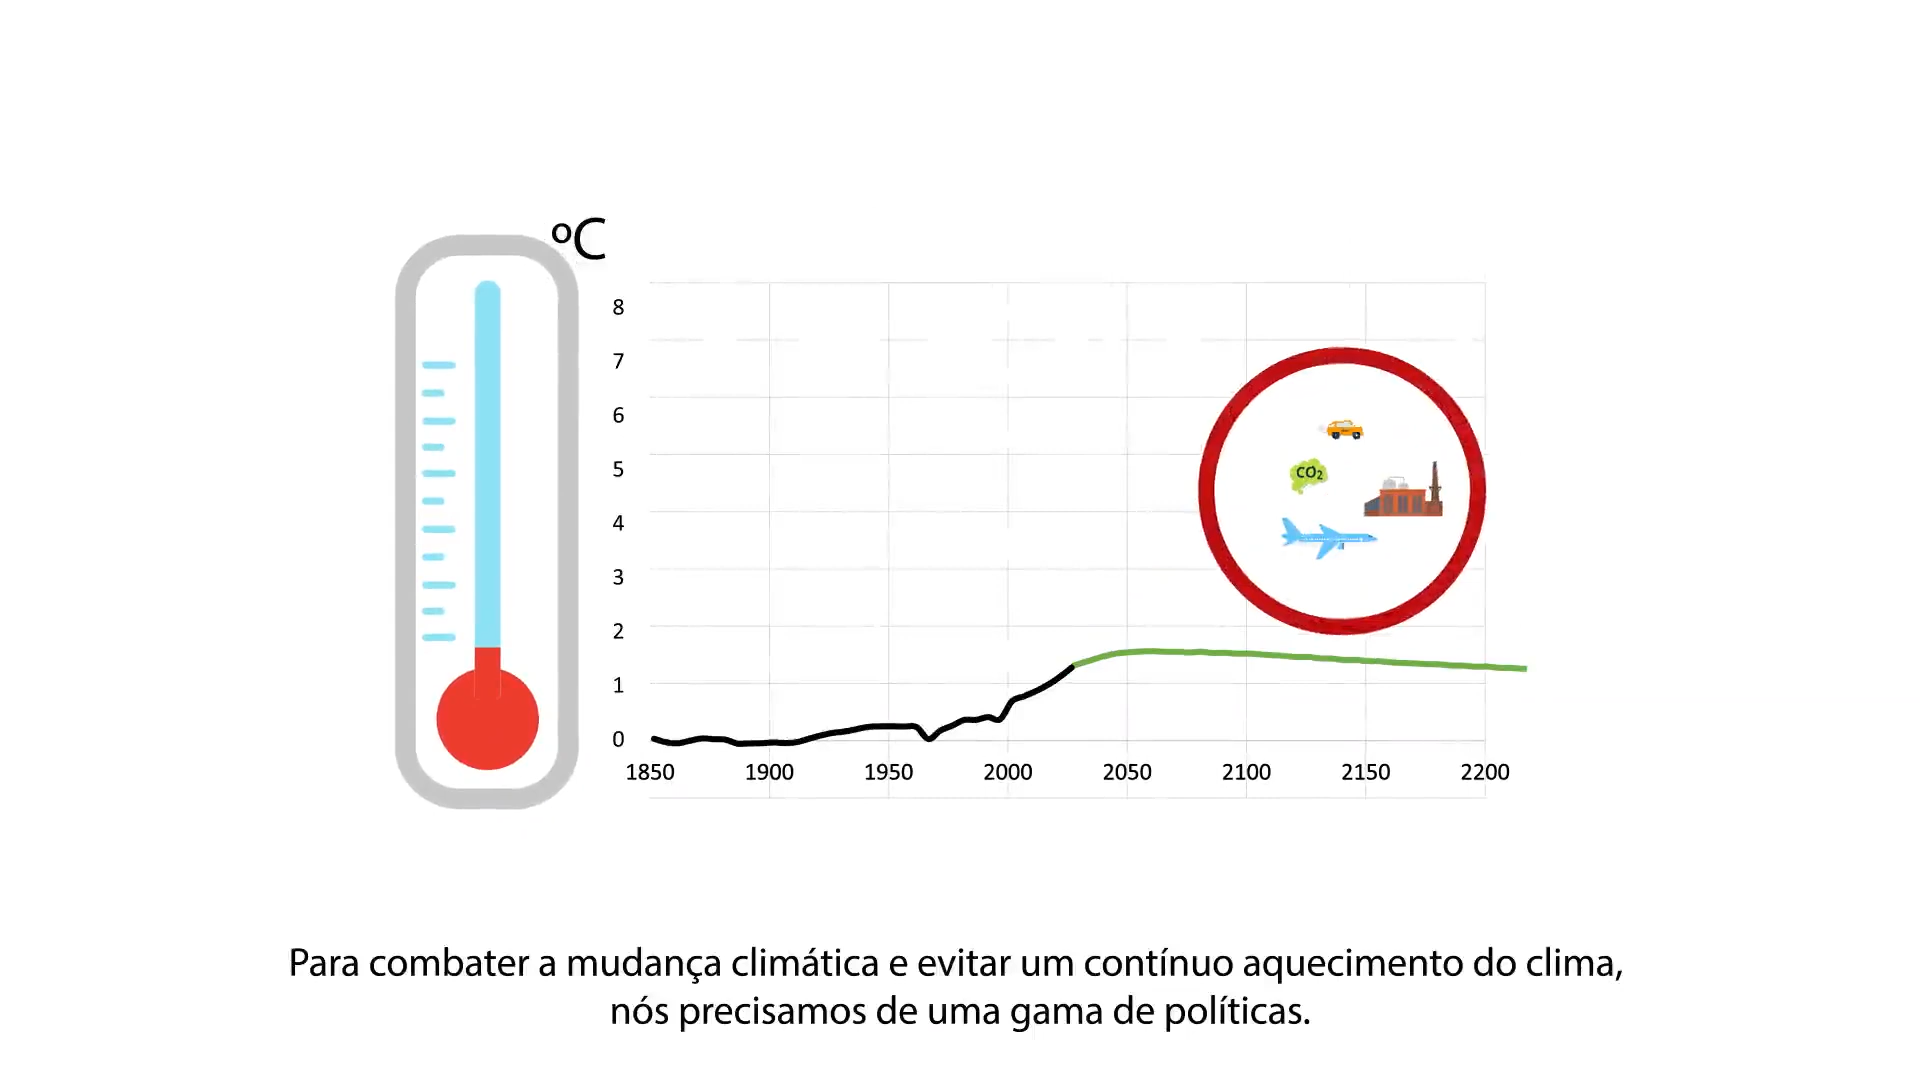 ºC
8
7
6
5
4
3
2
1
0
1850 1900 1950 2000 2050 2100 2150 2200
CO₂
Para combater a mudança climática e evitar um contínuo aquecimento do clima,
nós precisamos de uma gama de políticas.